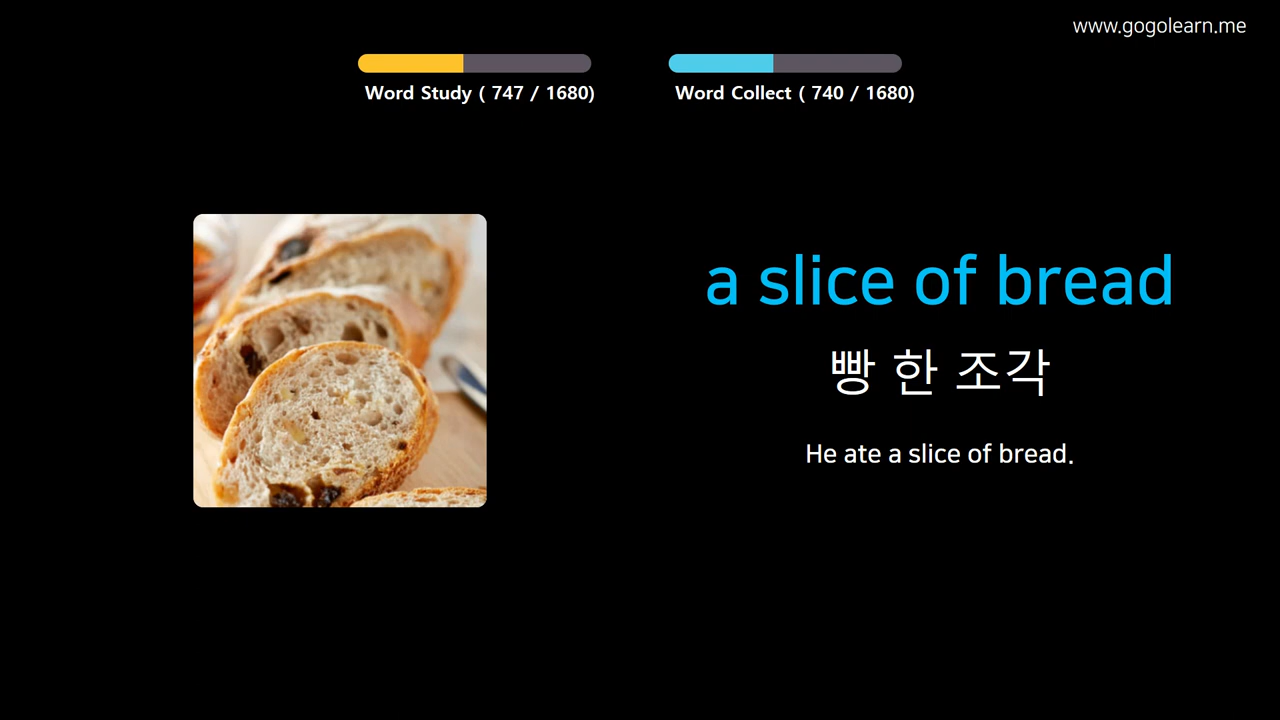 www.gogolearn.me
Word Study ( 747 / 1680)
Word Collect ( 740 / 1680)
a slice of bread
빵 한 조각
He ate a slice of bread.